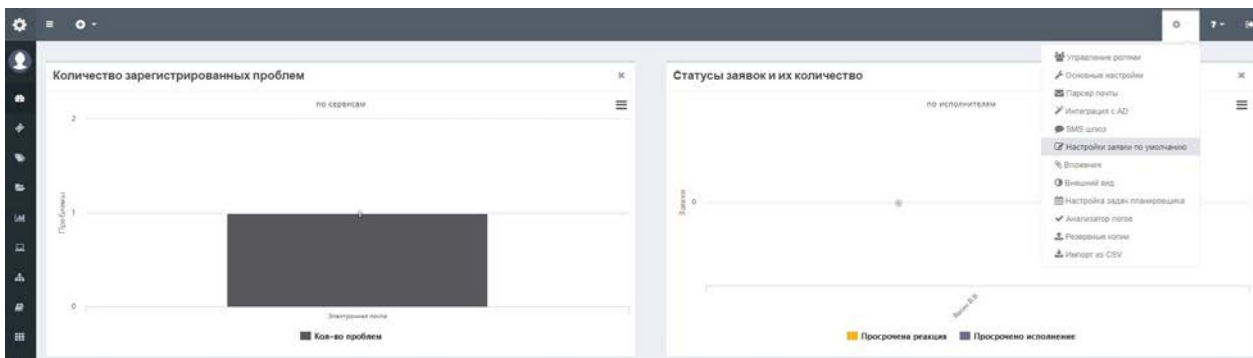 ?
Количество зарегистрированных проблем
по сервисам
2
Проблемы
1
0
Электронная почта
Кол-во проблем
Статусы заявок и их количество
по исполнителям
Заявки
0
Васин В.В.
Просрочена реакция Просрочено исполнение
Управление ролями
Основные настройки
Парсер почты
Интеграция с AD
SMS шлюз
Настройки заявки по умолчанию
Вложения
Внешний вид
Настройка задач планировщика
Анализатор логов
Резервные копии
Импорт из CSV